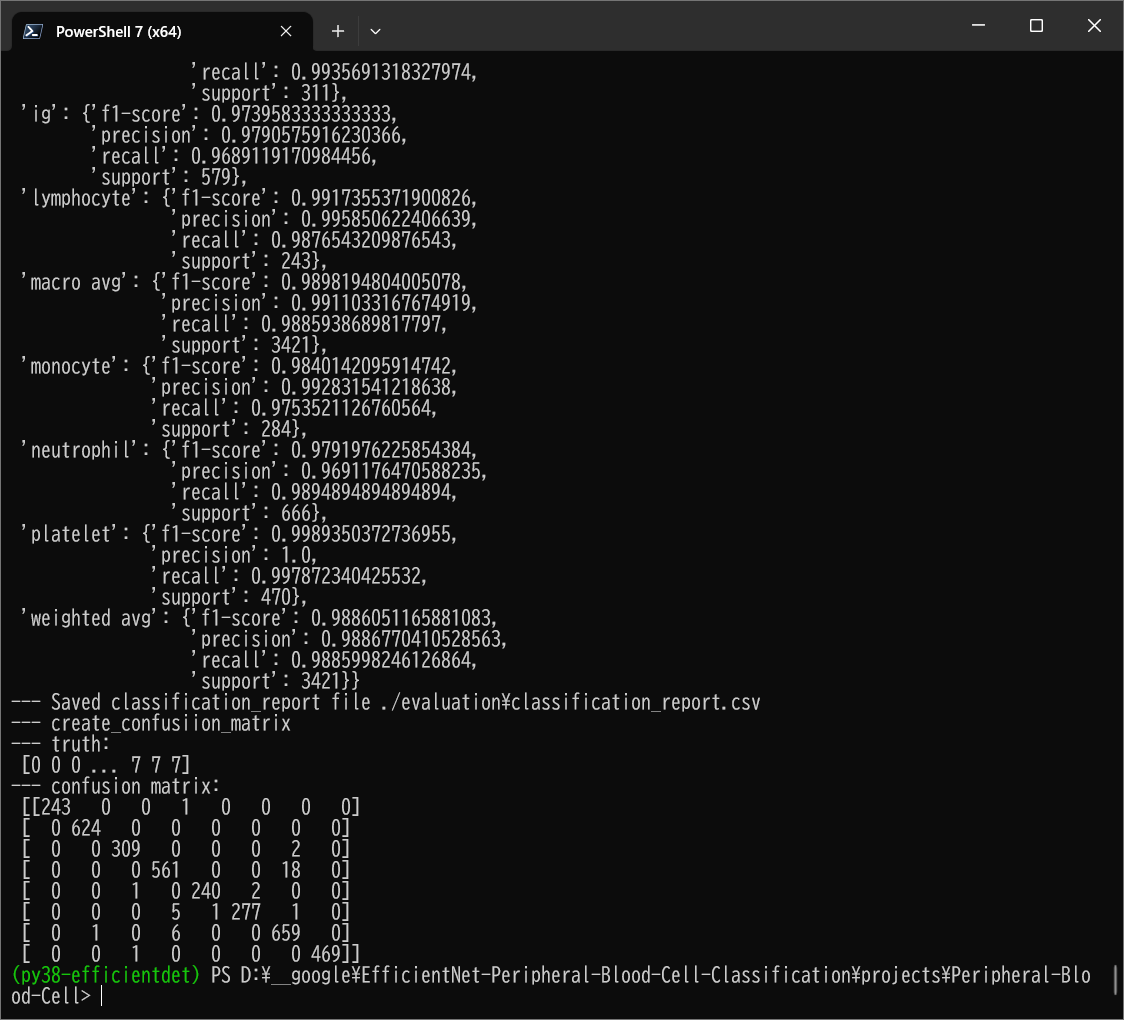 PowerShell 7 (x64)
'recall': 0.9935691318327974,
'support': 311},
'ig': {'f1-score': 0.9739583333333333,
'precision': 0.9790575916230366,
'recall': 0.9689119170984456,
'support': 579},
'lymphocyte': {'f1-score': 0.9917355371900826,
'precision': 0.995850622406639,
'recall': 0.9876543209876543,
'support': 243},
'macro avg': {'f1-score': 0.9898194804005078,
'precision': 0.9911033167674919,
'recall': 0.9885938689817797,
'support': 3421},
'monocyte': {'f1-score': 0.9840142095914742,
'precision': 0.992831541218638,
'recall': 0.9753521126760564,
'support': 284},
'neutrophil': {'f1-score': 0.9791976225854384,
'precision': 0.9691176470588235,
'recall': 0.9894894894894894,
'support': 666},
'platelet': {'f1-score': 0.9989350372736955,
'precision': 1.0,
'recall': 0.997872340425532,
'support': 470},
'weighted avg': {'f1-score': 0.9886051165881083,
'precision': 0.9886770410528563,
'recall': 0.9885998246126864,
'support': 3421}}
--- Saved classification_report file ./evaluation¥classification_report.csv
--- create_confusiion_matrix
--- truth:
[0 0 0 ... 7 7 7]
--- confusion matrix:
[[243   0   0   1   0   0   0   0]
[  0 624   0   0   0   0   0   0]
[  0   0 309   0   0   0   2   0]
[  0   0   0 561   0   0  18   0]
[  0   0   1   0 240   2   0   0]
[  0   0   0   5   1 277   1   0]
[  0   1   0   6   0   0 659   0]
[  0   0   1   0   0   0   0 469]]
(py38-efficientdet) PS D:¥__google¥EfficientNet-Peripheral-Blood-Cell-Classification¥projects¥Peripheral-Blo
od-Cell>